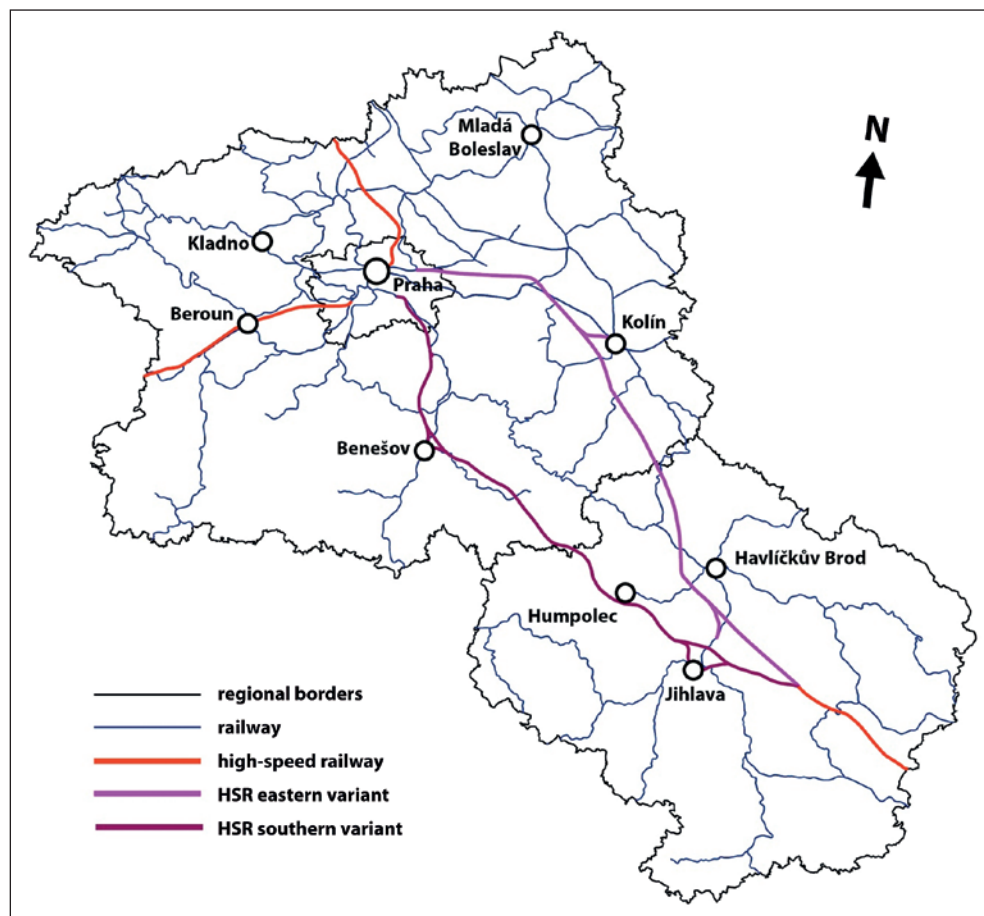 Mladá
Boleslav
N
Kladno
Praha
Beroun
Kolín
Benešov
Havlíčkův Brod
Humpolec
Jihlava
regional borders
railway
high-speed railway
HSR eastern variant
HSR southern variant